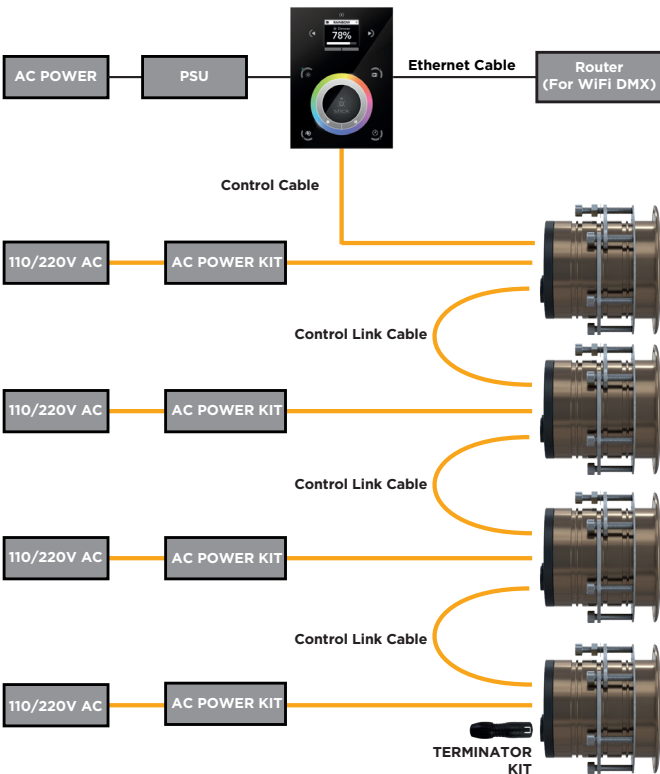 RAINBOW
78%
AC POWER
PSU
Ethernet Cable
Router
(For WiFi DMX)
Control Cable
110/220V AC
AC POWER KIT
Control Link Cable
110/220V AC
AC POWER KIT
Control Link Cable
110/220V AC
AC POWER KIT
Control Link Cable
110/220V AC
AC POWER KIT
TERMINATOR
KIT